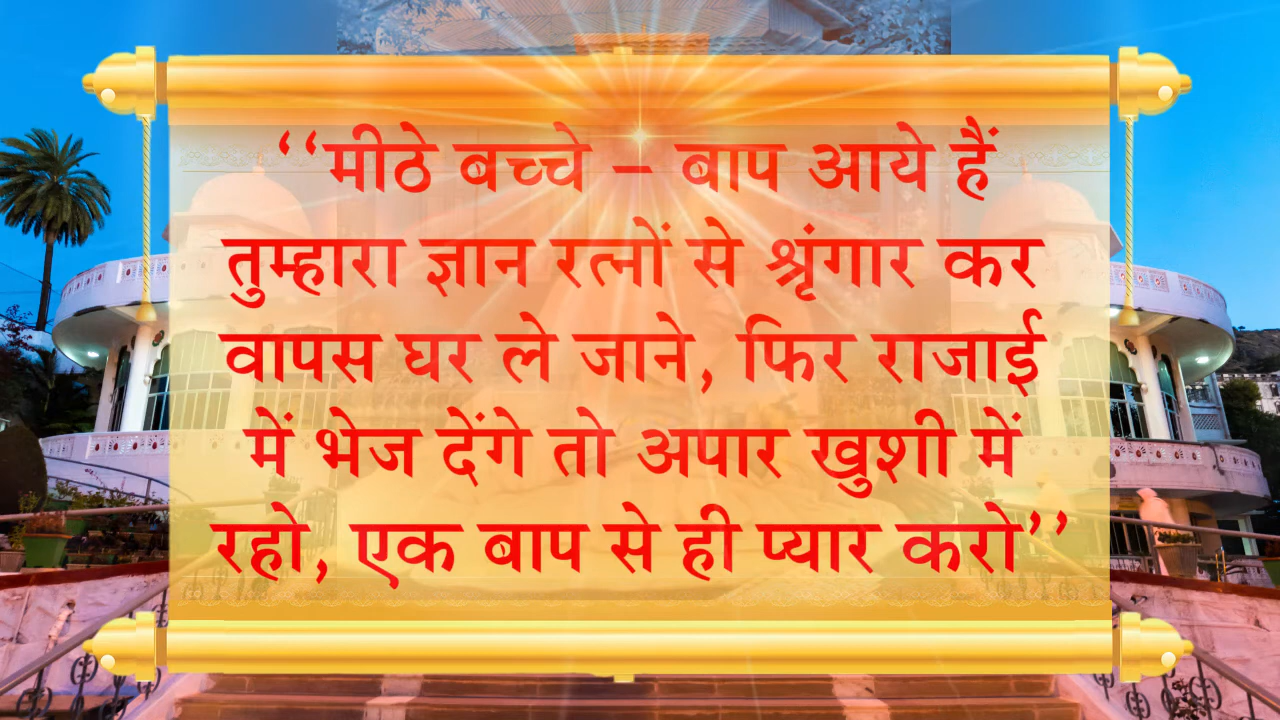 ‘‘मीठे बच्चे – बाप आये हैं
तुम्हारा ज्ञान रत्नों से श्रृंगार कर
वापस घर ले जाने, फिर राजाई
में भेज देंगे तो अपार खुशी में
रहो, एक बाप से ही प्यार करो’’